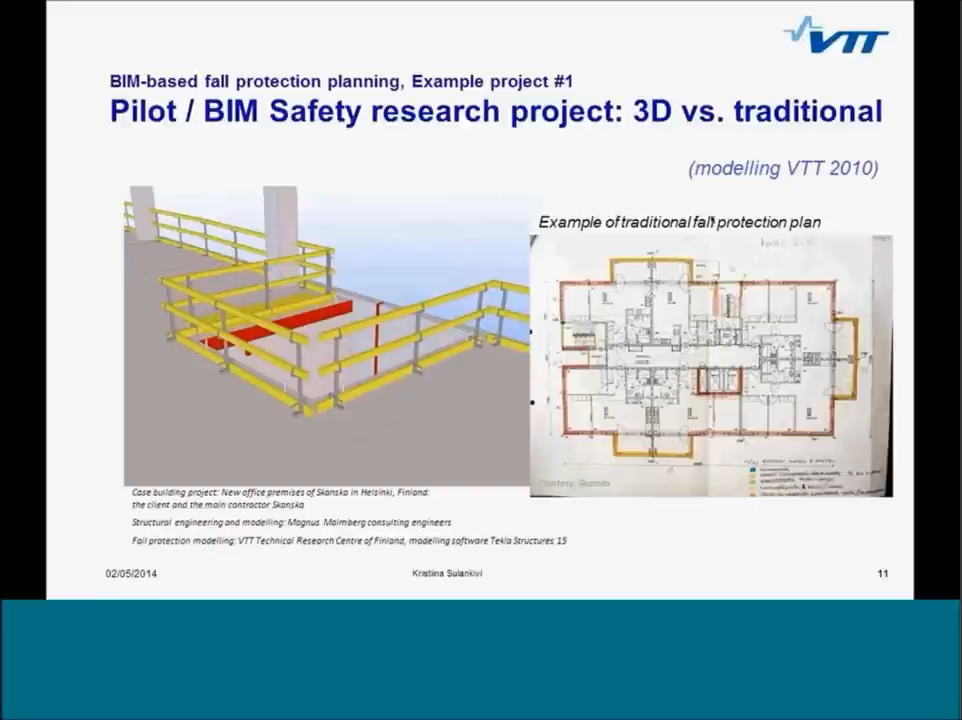 VTT
BIM-based fall protection planning, Example project #1
Pilot / BIM Safety research project: 3D vs. traditional
(modelling VTT 2010)
Example of traditional fall protection plan
Courtesy: Skanska
Case building project: New office premises of Skanska in Helsinki, Finland:
the client and the main contractor Skanska
Structural engineering and modelling: Magnus Malmberg consulting engineers
Fall protection modelling: VTT Technical Research Centre of Finland, modelling software Tekla Structures 15
02/05/2014
Kristiina Sulankivi
11